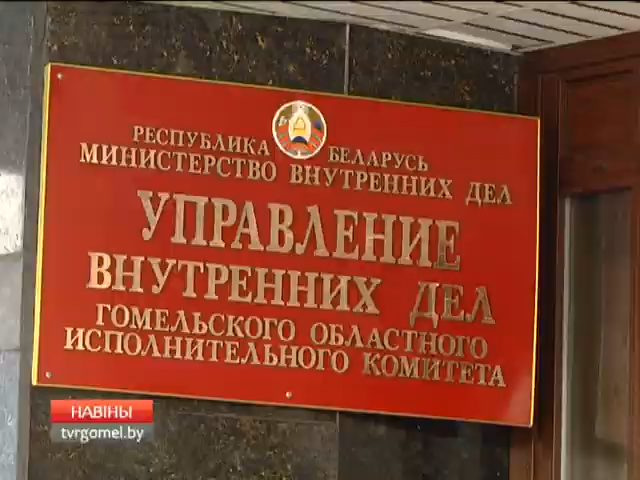 РЕСПУБЛИКА БЕЛАРУСЬ
МИНИСТЕРСТВО ВНУТРЕННИХ ДЕЛ
УПРАВЛЕНИЕ
ВНУТРЕННИХ ДЕЛ
ГОМЕЛЬСКОГО ОБЛАСТНОГО
ИСПОЛНИТЕЛЬНОГО КОМИТЕТА
НАВІНЫ
tvrgomel.by